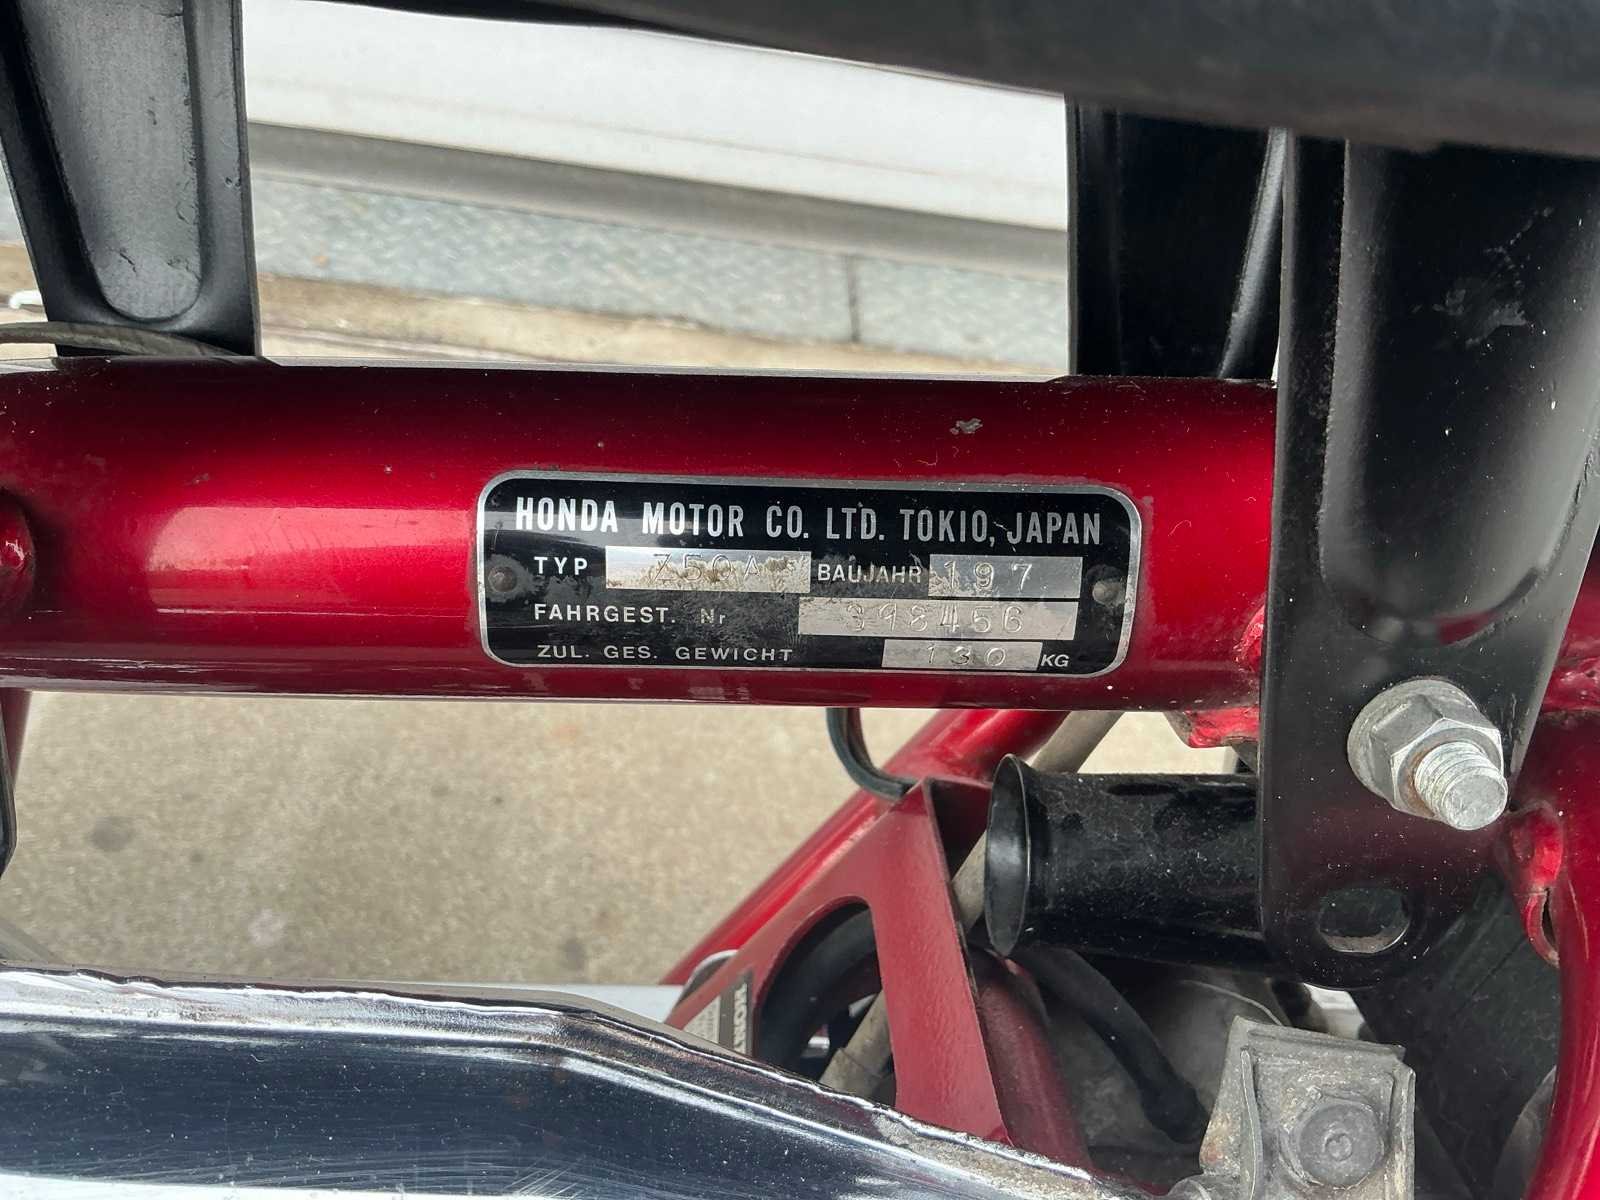 HONDA MOTOR CO. LTD. TOKIO, JAPAN
TYP Z50A BAUJAHR 197
FAHRGEST. Nr 398456
ZUL. GES. GEWICHT 130 KG